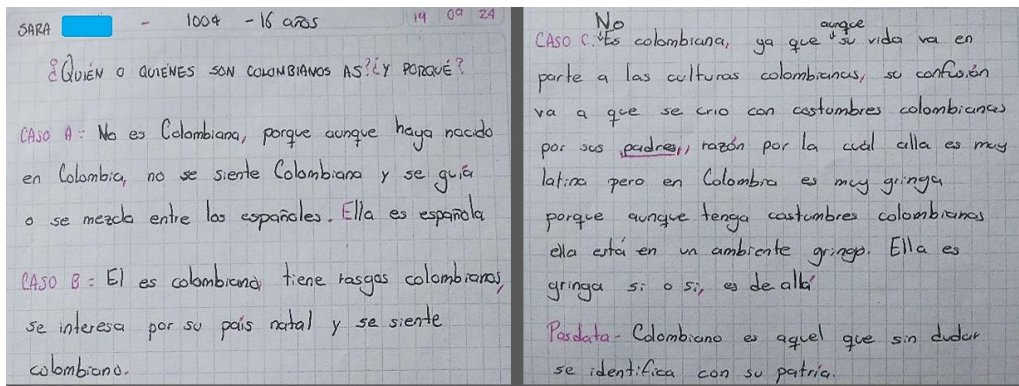 SARA - 1004 - 16 años 19 09 24
¿QUIÉN O QUIENES SON COLOMBIANOS AS? ¿Y PORQUÉ?
CASO A: No es Colombiana, porque aunque haya nacido
en Colombia, no se siente Colombiana y se guia
o se mezcla entre los españoles. Ella es española
CASO B = El es colombiano, tiene rasgos colombianos,
se interesa por su país natal y se siente
colombiano.
CASO C. No Es colombiana, ya que aunque su vida va en
parte a las culturas colombianas, su confusión
va a que se crio con costumbres colombianas
por sus padres, razón por la cual alla es muy
latina pero en Colombia es muy gringa
porque aunque tenga costumbres colombianas
ella está en un ambiente gringo. Ella es
gringa si o si, es de allá
Posdata - Colombiano es aquel que sin dudar
se identifica con su patria.